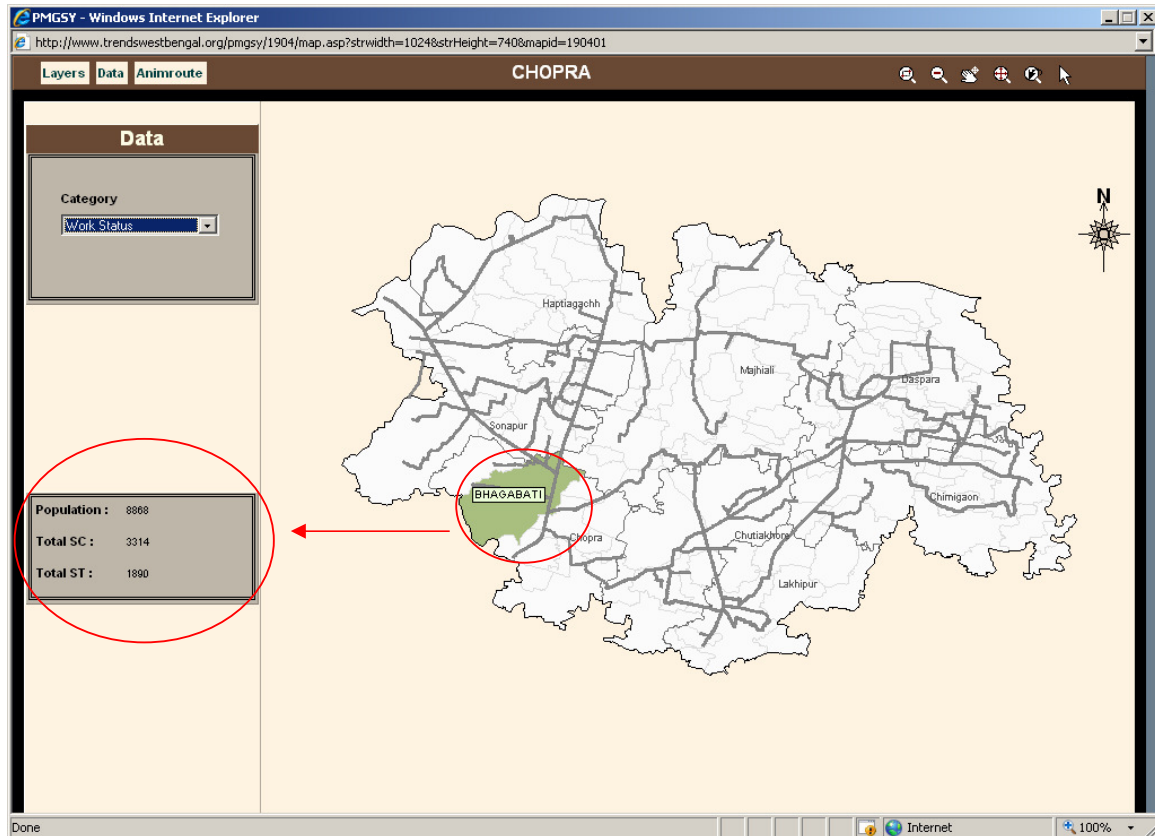 PMGSY - Windows Internet Explorer
http://www.trendswestbengal.org/pmgsy/1904/map.asp?strwidth=1024&strHeight=740&mapid=190401
Layers Data Animroute CHOPRA
Data
Category
Work Status
N
Haptiagachh
Majhiali
Daspara
Sonapur
BHAGABATI
Chimigaon
Chopra
Chutiakhore
Lakhipur
Population : 8868
Total SC : 3314
Total ST : 1890
Done Internet 100%